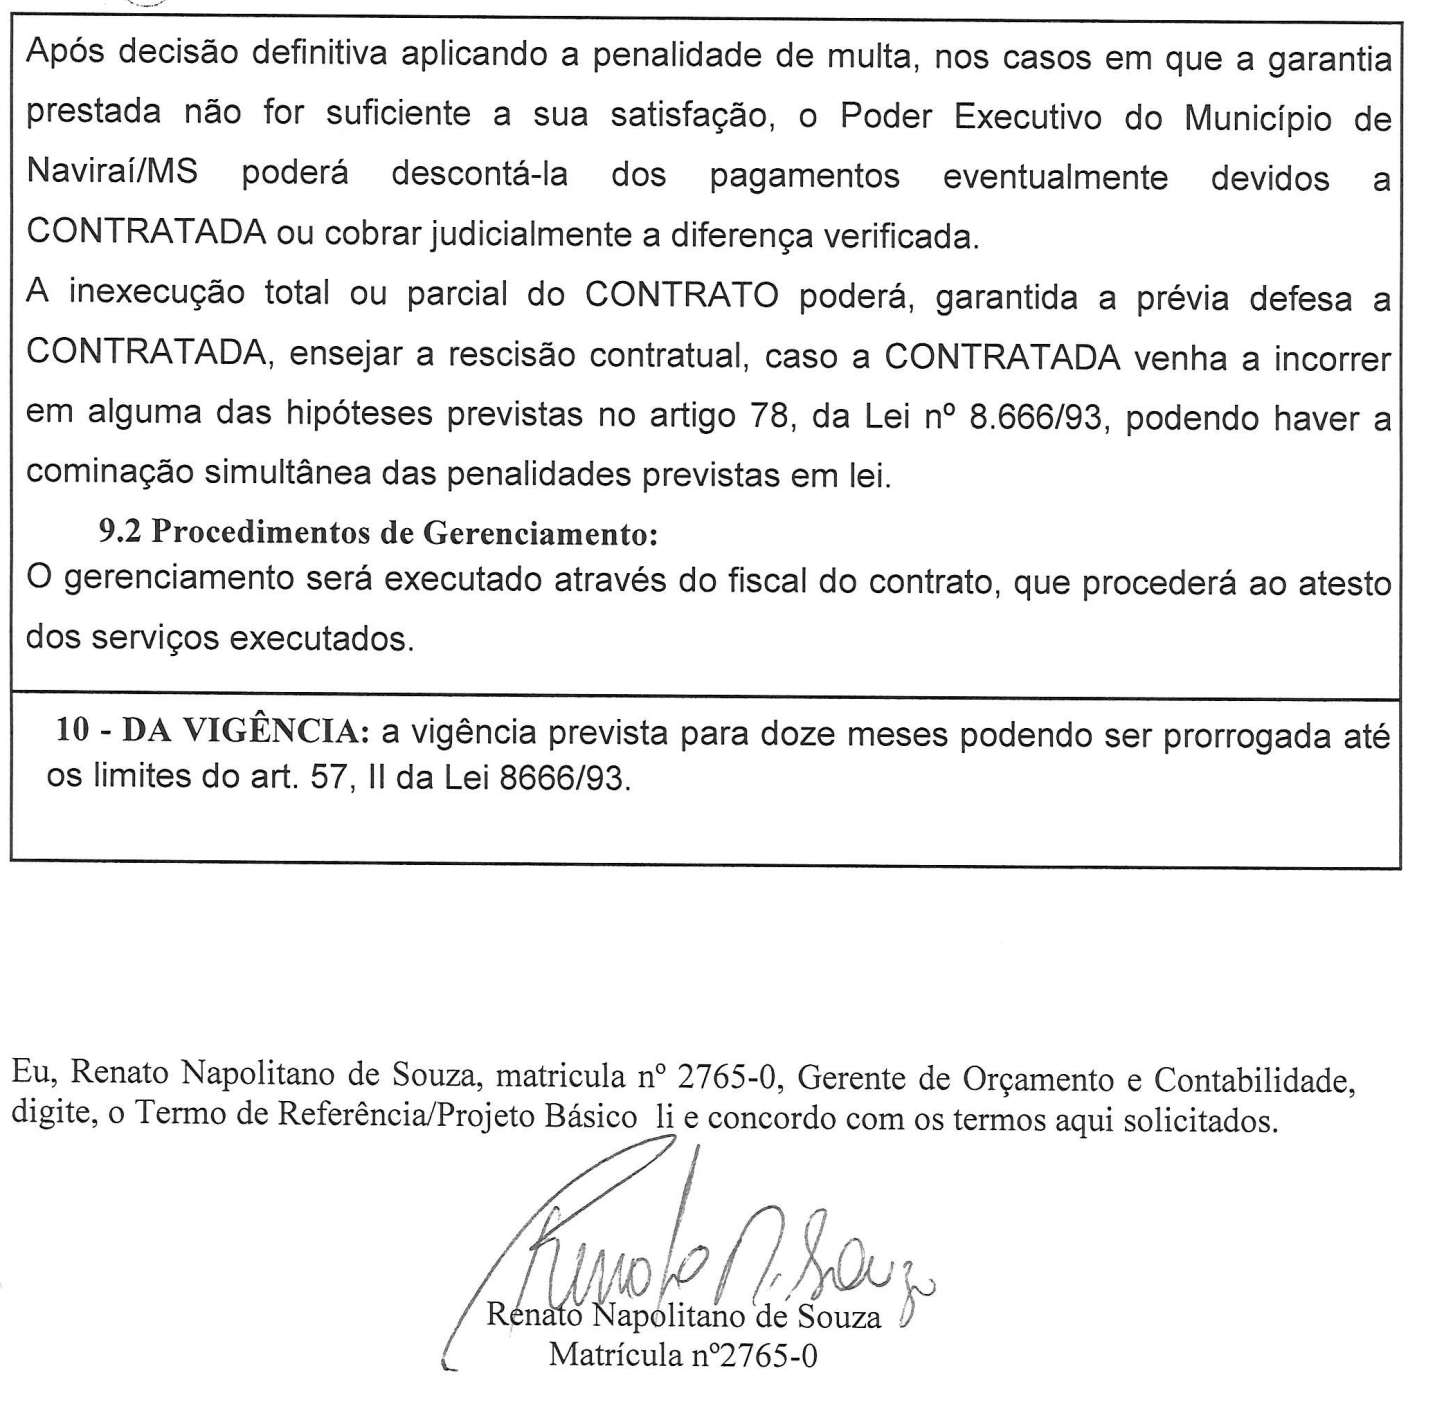 Após decisão definitiva aplicando a penalidade de multa, nos casos em que a garantia
prestada não for suficiente a sua satisfação, o Poder Executivo do Município de
Naviraí/MS poderá descontá-la dos pagamentos eventualmente devidos a
CONTRATADA ou cobrar judicialmente a diferença verificada.
A inexecução total ou parcial do CONTRATO poderá, garantida a prévia defesa a
CONTRATADA, ensejar a rescisão contratual, caso a CONTRATADA venha a incorrer
em alguma das hipóteses previstas no artigo 78, da Lei nº 8.666/93, podendo haver a
cominação simultânea das penalidades previstas em lei.
9.2 Procedimentos de Gerenciamento:
O gerenciamento será executado através do fiscal do contrato, que procederá ao atesto
dos serviços executados.
10 - DA VIGÊNCIA: a vigência prevista para doze meses podendo ser prorrogada até
os limites do art. 57, II da Lei 8666/93.
Eu, Renato Napolitano de Souza, matricula nº 2765-0, Gerente de Orçamento e Contabilidade,
digite, o Termo de Referência/Projeto Básico li e concordo com os termos aqui solicitados.
Renato N. Souza
Renato Napolitano de Souza
Matrícula nº2765-0